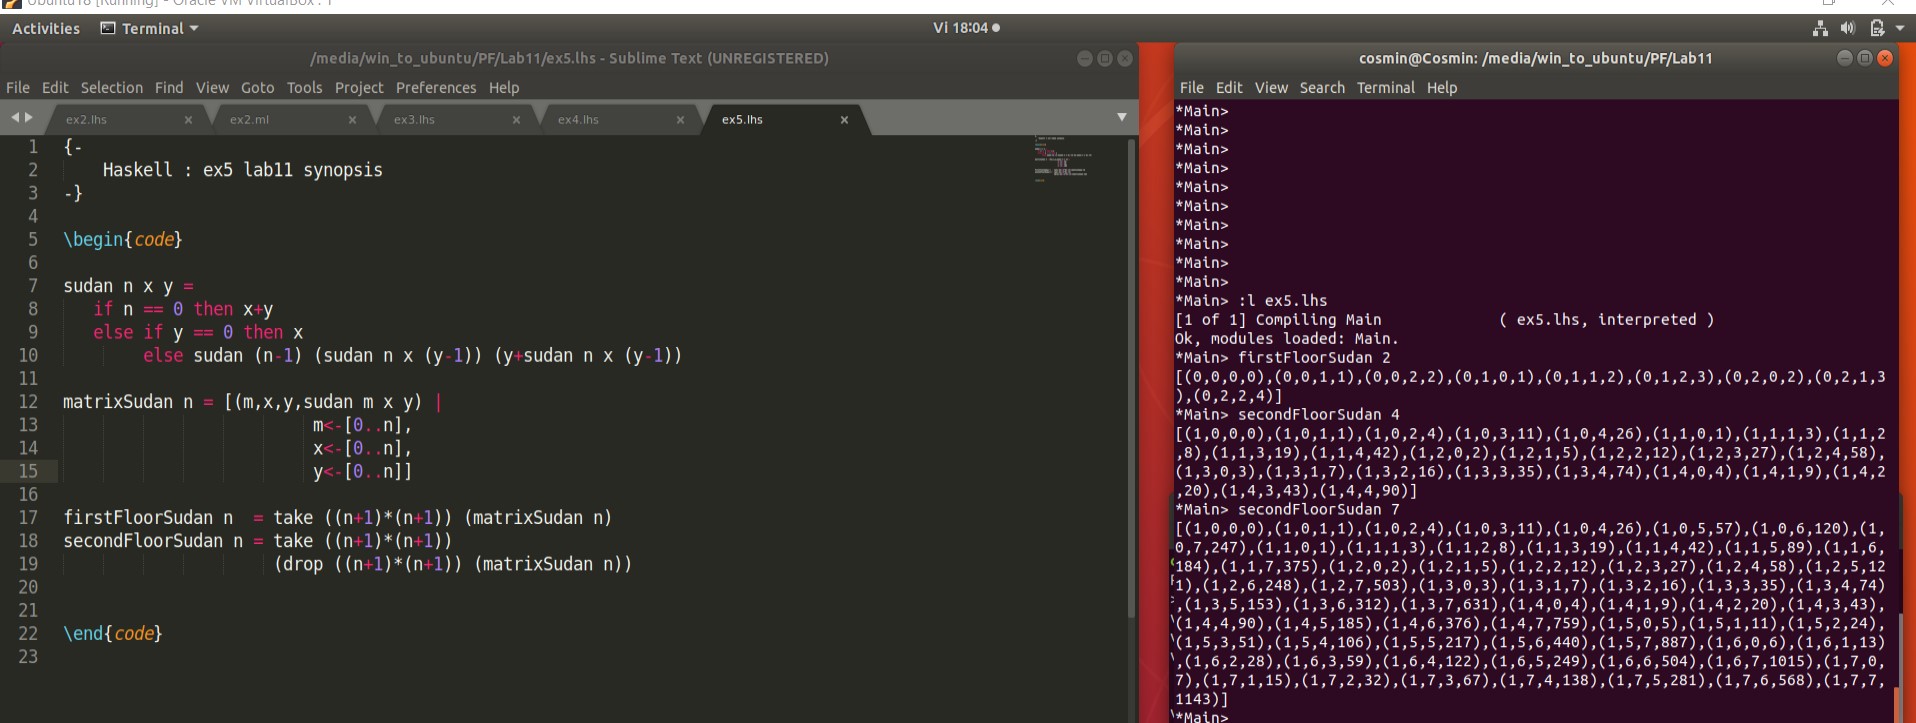 Ubuntu18 [Running] - Oracle VM VirtualBox : 1
Activities Terminal Vi 18:04
/media/win_to_ubuntu/PF/Lab11/ex5.lhs - Sublime Text (UNREGISTERED)
File Edit Selection Find View Goto Tools Project Preferences Help
ex2.lhs ex2.ml ex3.lhs ex4.lhs ex5.lhs
1 {-
2 Haskell : ex5 lab11 synopsis
3 -}
4
5 \begin{code}
6
7 sudan n x y =
8 if n == 0 then x+y
9 else if y == 0 then x
10 else sudan (n-1) (sudan n x (y-1)) (y+sudan n x (y-1))
11
12 matrixSudan n = [(m,x,y,sudan m x y) |
13 m<-[0..n],
14 x<-[0..n],
15 y<-[0..n]]
16
17 firstFloorSudan n = take ((n+1)*(n+1)) (matrixSudan n)
18 secondFloorSudan n = take ((n+1)*(n+1))
19 (drop ((n+1)*(n+1)) (matrixSudan n))
20
21
22 \end{code}
23
cosmin@Cosmin: /media/win_to_ubuntu/PF/Lab11
File Edit View Search Terminal Help
*Main>
*Main>
*Main>
*Main>
*Main>
*Main>
*Main>
*Main>
*Main>
*Main>
*Main> :l ex5.lhs
[1 of 1] Compiling Main ( ex5.lhs, interpreted )
Ok, modules loaded: Main.
*Main> firstFloorSudan 2
[(0,0,0,0),(0,0,1,1),(0,0,2,2),(0,1,0,1),(0,1,1,2),(0,1,2,3),(0,2,0,2),(0,2,1,3
),(0,2,2,4)]
*Main> secondFloorSudan 4
[(1,0,0,0),(1,0,1,1),(1,0,2,4),(1,0,3,11),(1,0,4,26),(1,1,0,1),(1,1,1,3),(1,1,2
,8),(1,1,3,19),(1,1,4,42),(1,2,0,2),(1,2,1,5),(1,2,2,12),(1,2,3,27),(1,2,4,58),
(1,3,0,3),(1,3,1,7),(1,3,2,16),(1,3,3,35),(1,3,4,74),(1,4,0,4),(1,4,1,9),(1,4,2
,20),(1,4,3,43),(1,4,4,90)]
*Main> secondFloorSudan 7
[(1,0,0,0),(1,0,1,1),(1,0,2,4),(1,0,3,11),(1,0,4,26),(1,0,5,57),(1,0,6,120),(1,
0,7,247),(1,1,0,1),(1,1,1,3),(1,1,2,8),(1,1,3,19),(1,1,4,42),(1,1,5,89),(1,1,6,
184),(1,1,7,375),(1,2,0,2),(1,2,1,5),(1,2,2,12),(1,2,3,27),(1,2,4,58),(1,2,5,12
1),(1,2,6,248),(1,2,7,503),(1,3,0,3),(1,3,1,7),(1,3,2,16),(1,3,3,35),(1,3,4,74)
,(1,3,5,153),(1,3,6,312),(1,3,7,631),(1,4,0,4),(1,4,1,9),(1,4,2,20),(1,4,3,43),
(1,4,4,90),(1,4,5,185),(1,4,6,376),(1,4,7,759),(1,5,0,5),(1,5,1,11),(1,5,2,24),
(1,5,3,51),(1,5,4,106),(1,5,5,217),(1,5,6,440),(1,5,7,887),(1,6,0,6),(1,6,1,13)
,(1,6,2,28),(1,6,3,59),(1,6,4,122),(1,6,5,249),(1,6,6,504),(1,6,7,1015),(1,7,0,
7),(1,7,1,15),(1,7,2,32),(1,7,3,67),(1,7,4,138),(1,7,5,281),(1,7,6,568),(1,7,7,
1143)]
*Main>